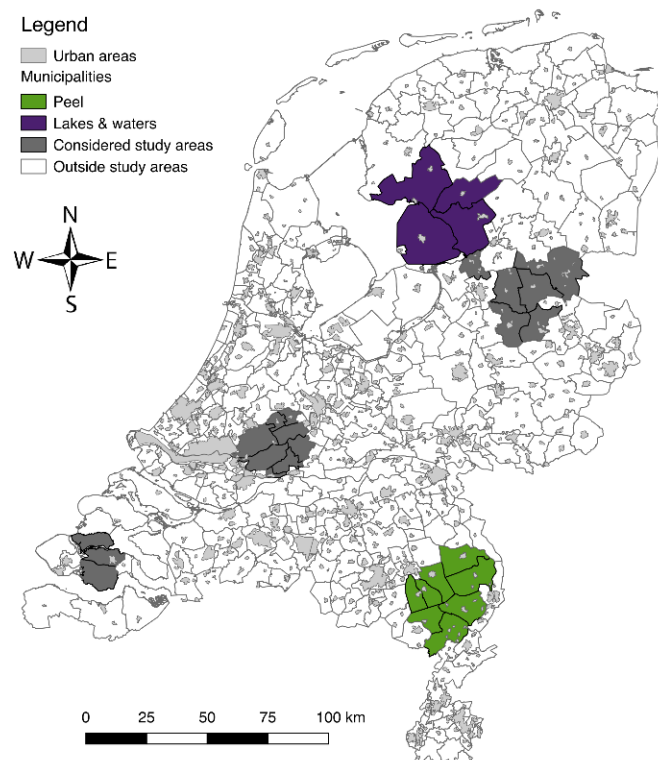 Legend
Urban areas
Municipalities
Peel
Lakes & waters
Considered study areas
Outside study areas
N
W E
S
0 25 50 75 100 km